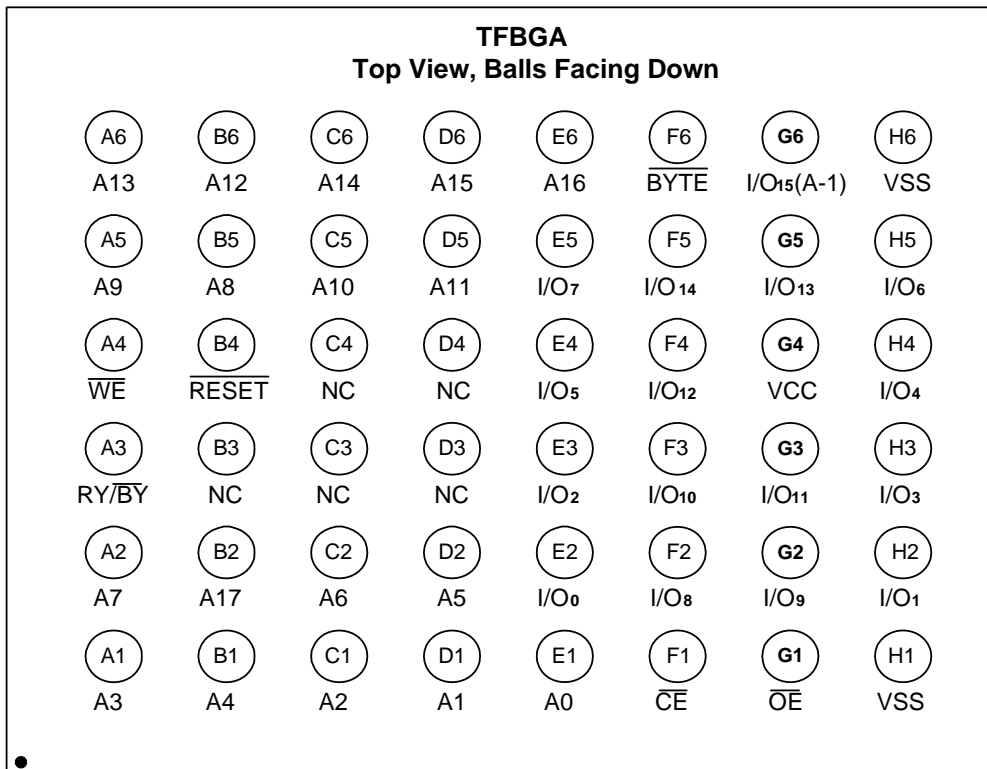 TFBGA
Top View, Balls Facing Down
A6 B6 C6 D6 E6 F6 G6 H6
A13 A12 A14 A15 A16 BYTE I/O15(A-1) VSS
A5 B5 C5 D5 E5 F5 G5 H5
A9 A8 A10 A11 I/O7 I/O14 I/O13 I/O6
A4 B4 C4 D4 E4 F4 G4 H4
WE RESET NC NC I/O5 I/O12 VCC I/O4
A3 B3 C3 D3 E3 F3 G3 H3
RY/BY NC NC NC I/O2 I/O10 I/O11 I/O3
A2 B2 C2 D2 E2 F2 G2 H2
A7 A17 A6 A5 I/O0 I/O8 I/O9 I/O1
A1 B1 C1 D1 E1 F1 G1 H1
A3 A4 A2 A1 A0 CE OE VSS